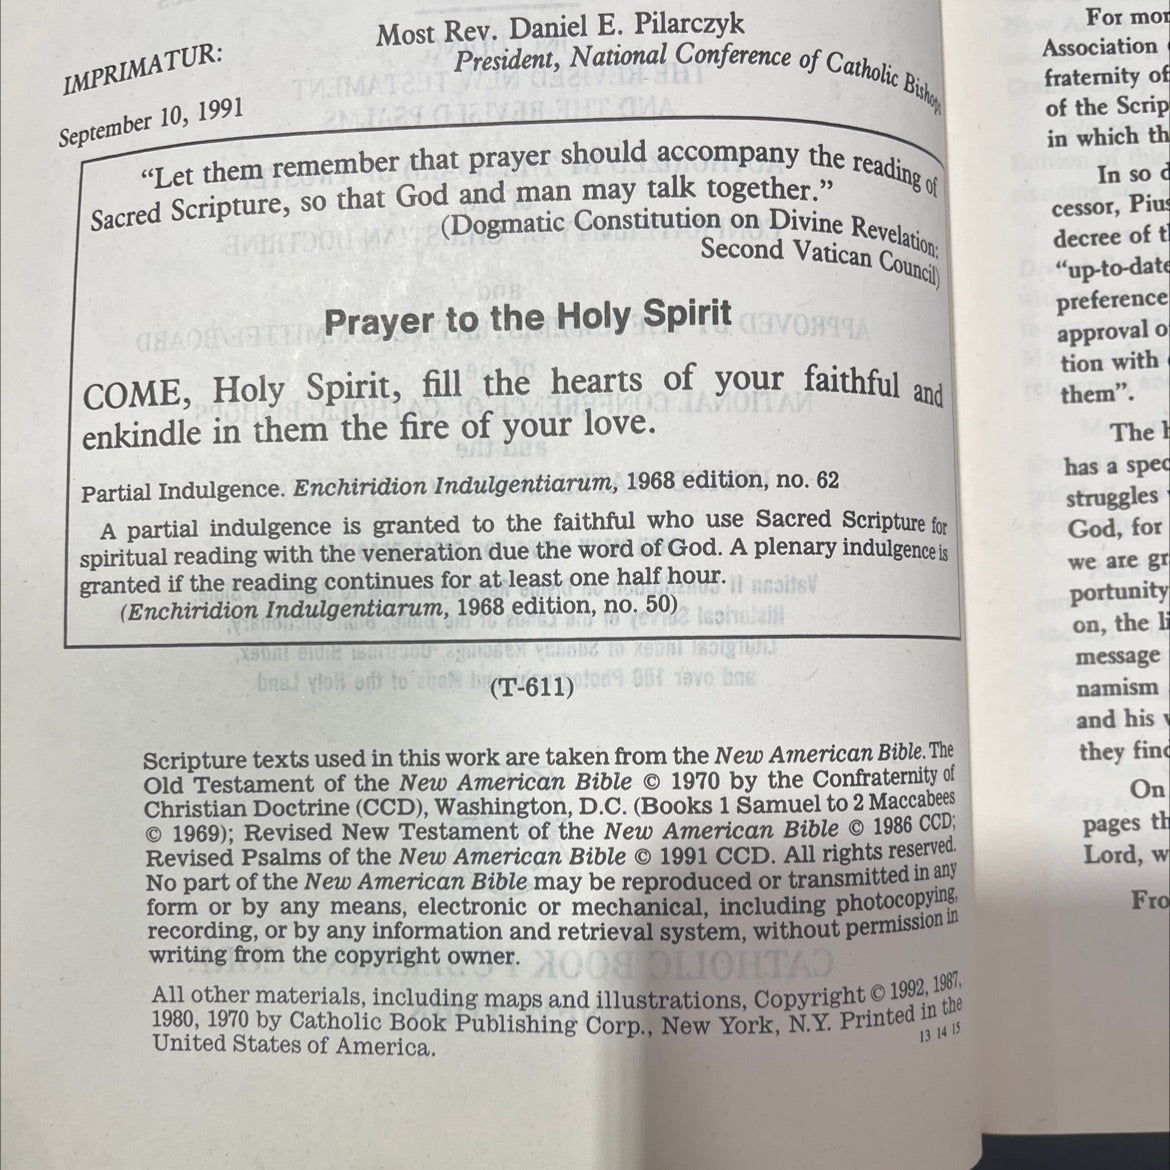 Most Rev. Daniel E. Pilarczyk
IMPRIMATUR:
President, National Conference of Catholic Bishops
September 10, 1991
“Let them remember that prayer should accompany the reading of
Sacred Scripture, so that God and man may talk together.”
(Dogmatic Constitution on Divine Revelation;
Second Vatican Council)
Prayer to the Holy Spirit
COME, Holy Spirit, fill the hearts of your faithful and
enkindle in them the fire of your love.
Partial Indulgence. Enchiridion Indulgentiarum, 1968 edition, no. 62
A partial indulgence is granted to the faithful who use Sacred Scripture for
spiritual reading with the veneration due the word of God. A plenary indulgence is
granted if the reading continues for at least one half hour.
(Enchiridion Indulgentiarum, 1968 edition, no. 50)
(T-611)
Scripture texts used in this work are taken from the New American Bible. The
Old Testament of the New American Bible © 1970 by the Confraternity of
Christian Doctrine (CCD), Washington, D.C. (Books 1 Samuel to 2 Maccabees
© 1969); Revised New Testament of the New American Bible © 1986 CCD;
Revised Psalms of the New American Bible © 1991 CCD. All rights reserved.
No part of the New American Bible may be reproduced or transmitted in any
form or by any means, electronic or mechanical, including photocopying,
recording, or by any information and retrieval system, without permission in
writing from the copyright owner.
All other materials, including maps and illustrations, Copyright © 1992, 1987,
1980, 1970 by Catholic Book Publishing Corp., New York, N.Y. Printed in the
United States of America.
13 14 15
For
Association
fraternity of
of the
in which
In so
cessor, Pius
decree of
“up-to-date
preference
approval
tion with
them”.
The
has a
struggles
God, for
we are
portunity
on, the
message
namism
and his
they
On
pages
Lord,